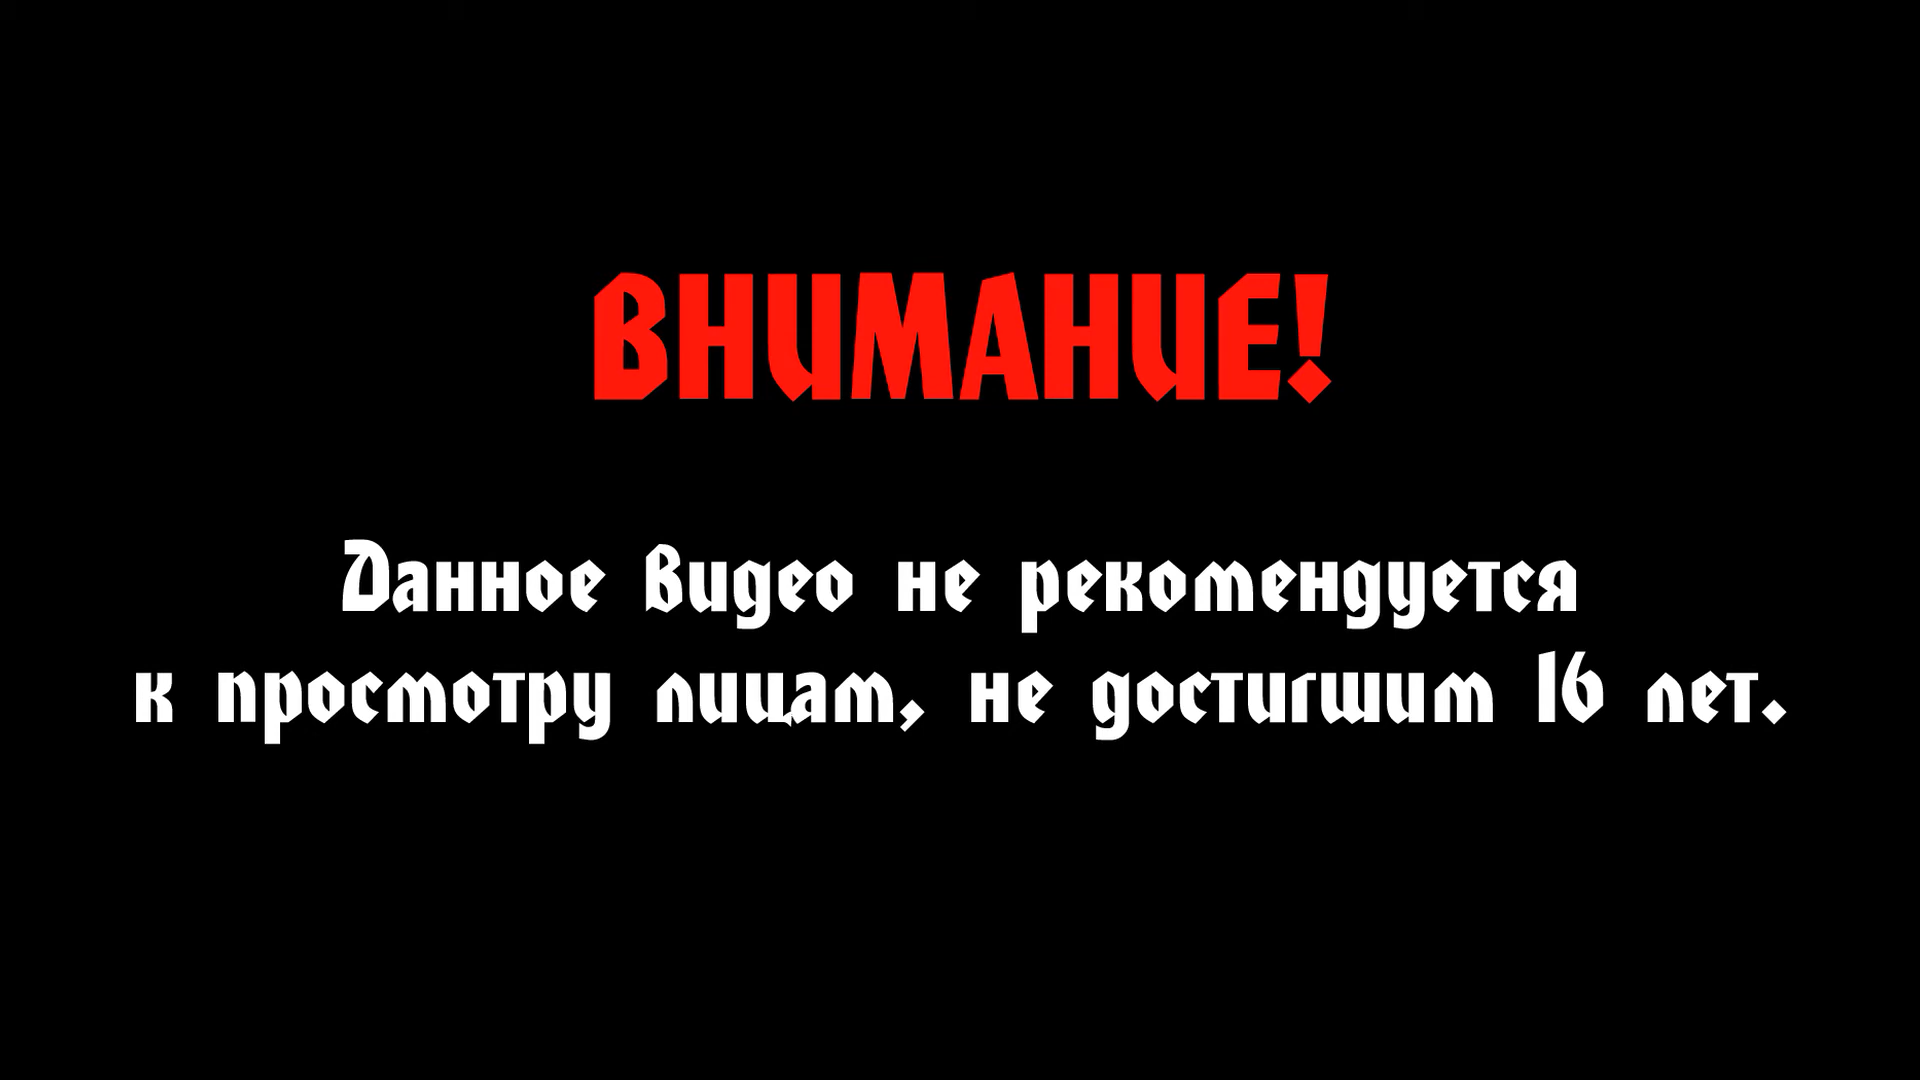 ВНИМАНИЕ!
Данное видео не рекомендуется
к просмотру лицам, не достигшим 16 лет.